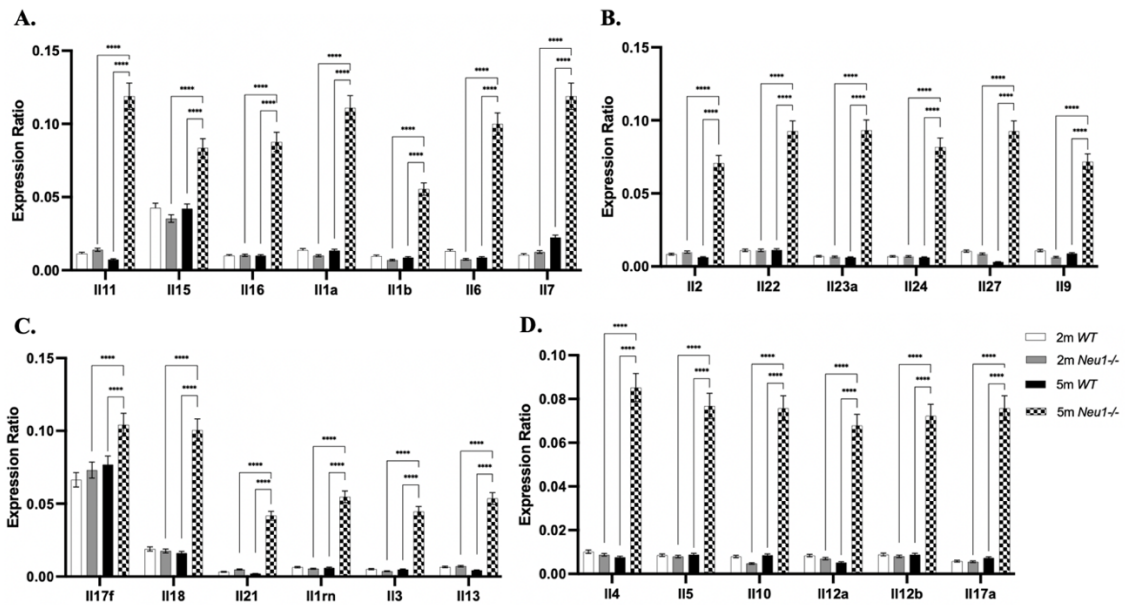 A.
Expression Ratio
0.15
0.10
0.05
0.00
**** **** **** **** **** **** ****
**** **** **** **** **** **** ****
Il11 Il15 Il16 Il1a Il1b Il6 Il7
B.
Expression Ratio
0.15
0.10
0.05
0.00
**** **** **** **** **** ****
**** **** **** **** **** ****
Il2 Il22 Il23a Il24 Il27 Il9
C.
Expression Ratio
0.15
0.10
0.05
0.00
**** **** **** **** **** ****
**** **** **** **** **** ****
Il17f Il18 Il21 Il1rn Il3 Il13
D.
Expression Ratio
0.10
0.08
0.06
0.04
0.02
0.00
**** **** **** **** **** ****
**** **** **** **** **** ****
Il4 Il5 Il10 Il12a Il12b Il17a
2m WT
2m Neu1-/-
5m WT
5m Neu1-/-